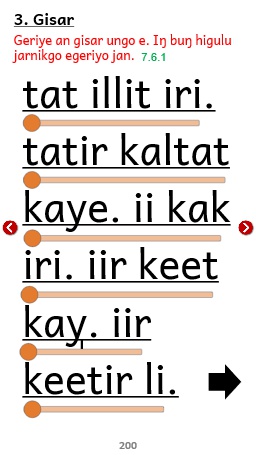 3. Gisar
Geriye an gisar ungo e. Iŋ buŋ higulu
jarnikgo egeriyo jan. 7.6.1
tat illit iri.
tatir kaltat
kaye. ii kak
iri. iir keet
kay. iir
keetir li.
200